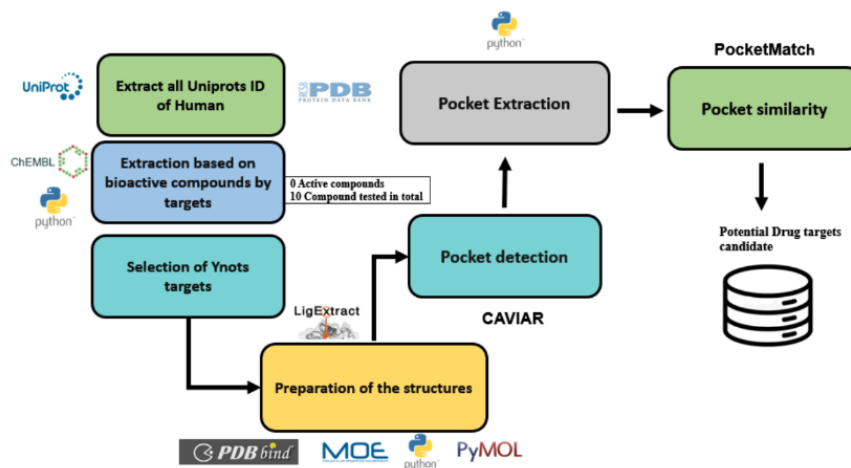 UniProt
Extract all Uniprots ID
of Human
PDB
PROTEIN DATA BANK
ChEMBL
python
Extraction based on
bioactive compounds by
targets
0 Active compounds
10 Compound tested in total
Selection of Ynots
targets
LigExtract
Preparation of the structures
PDBbind
MOE
python
PyMOL
Pocket detection
CAVIAR
python
Pocket Extraction
PocketMatch
Pocket similarity
Potential Drug targets
candidate